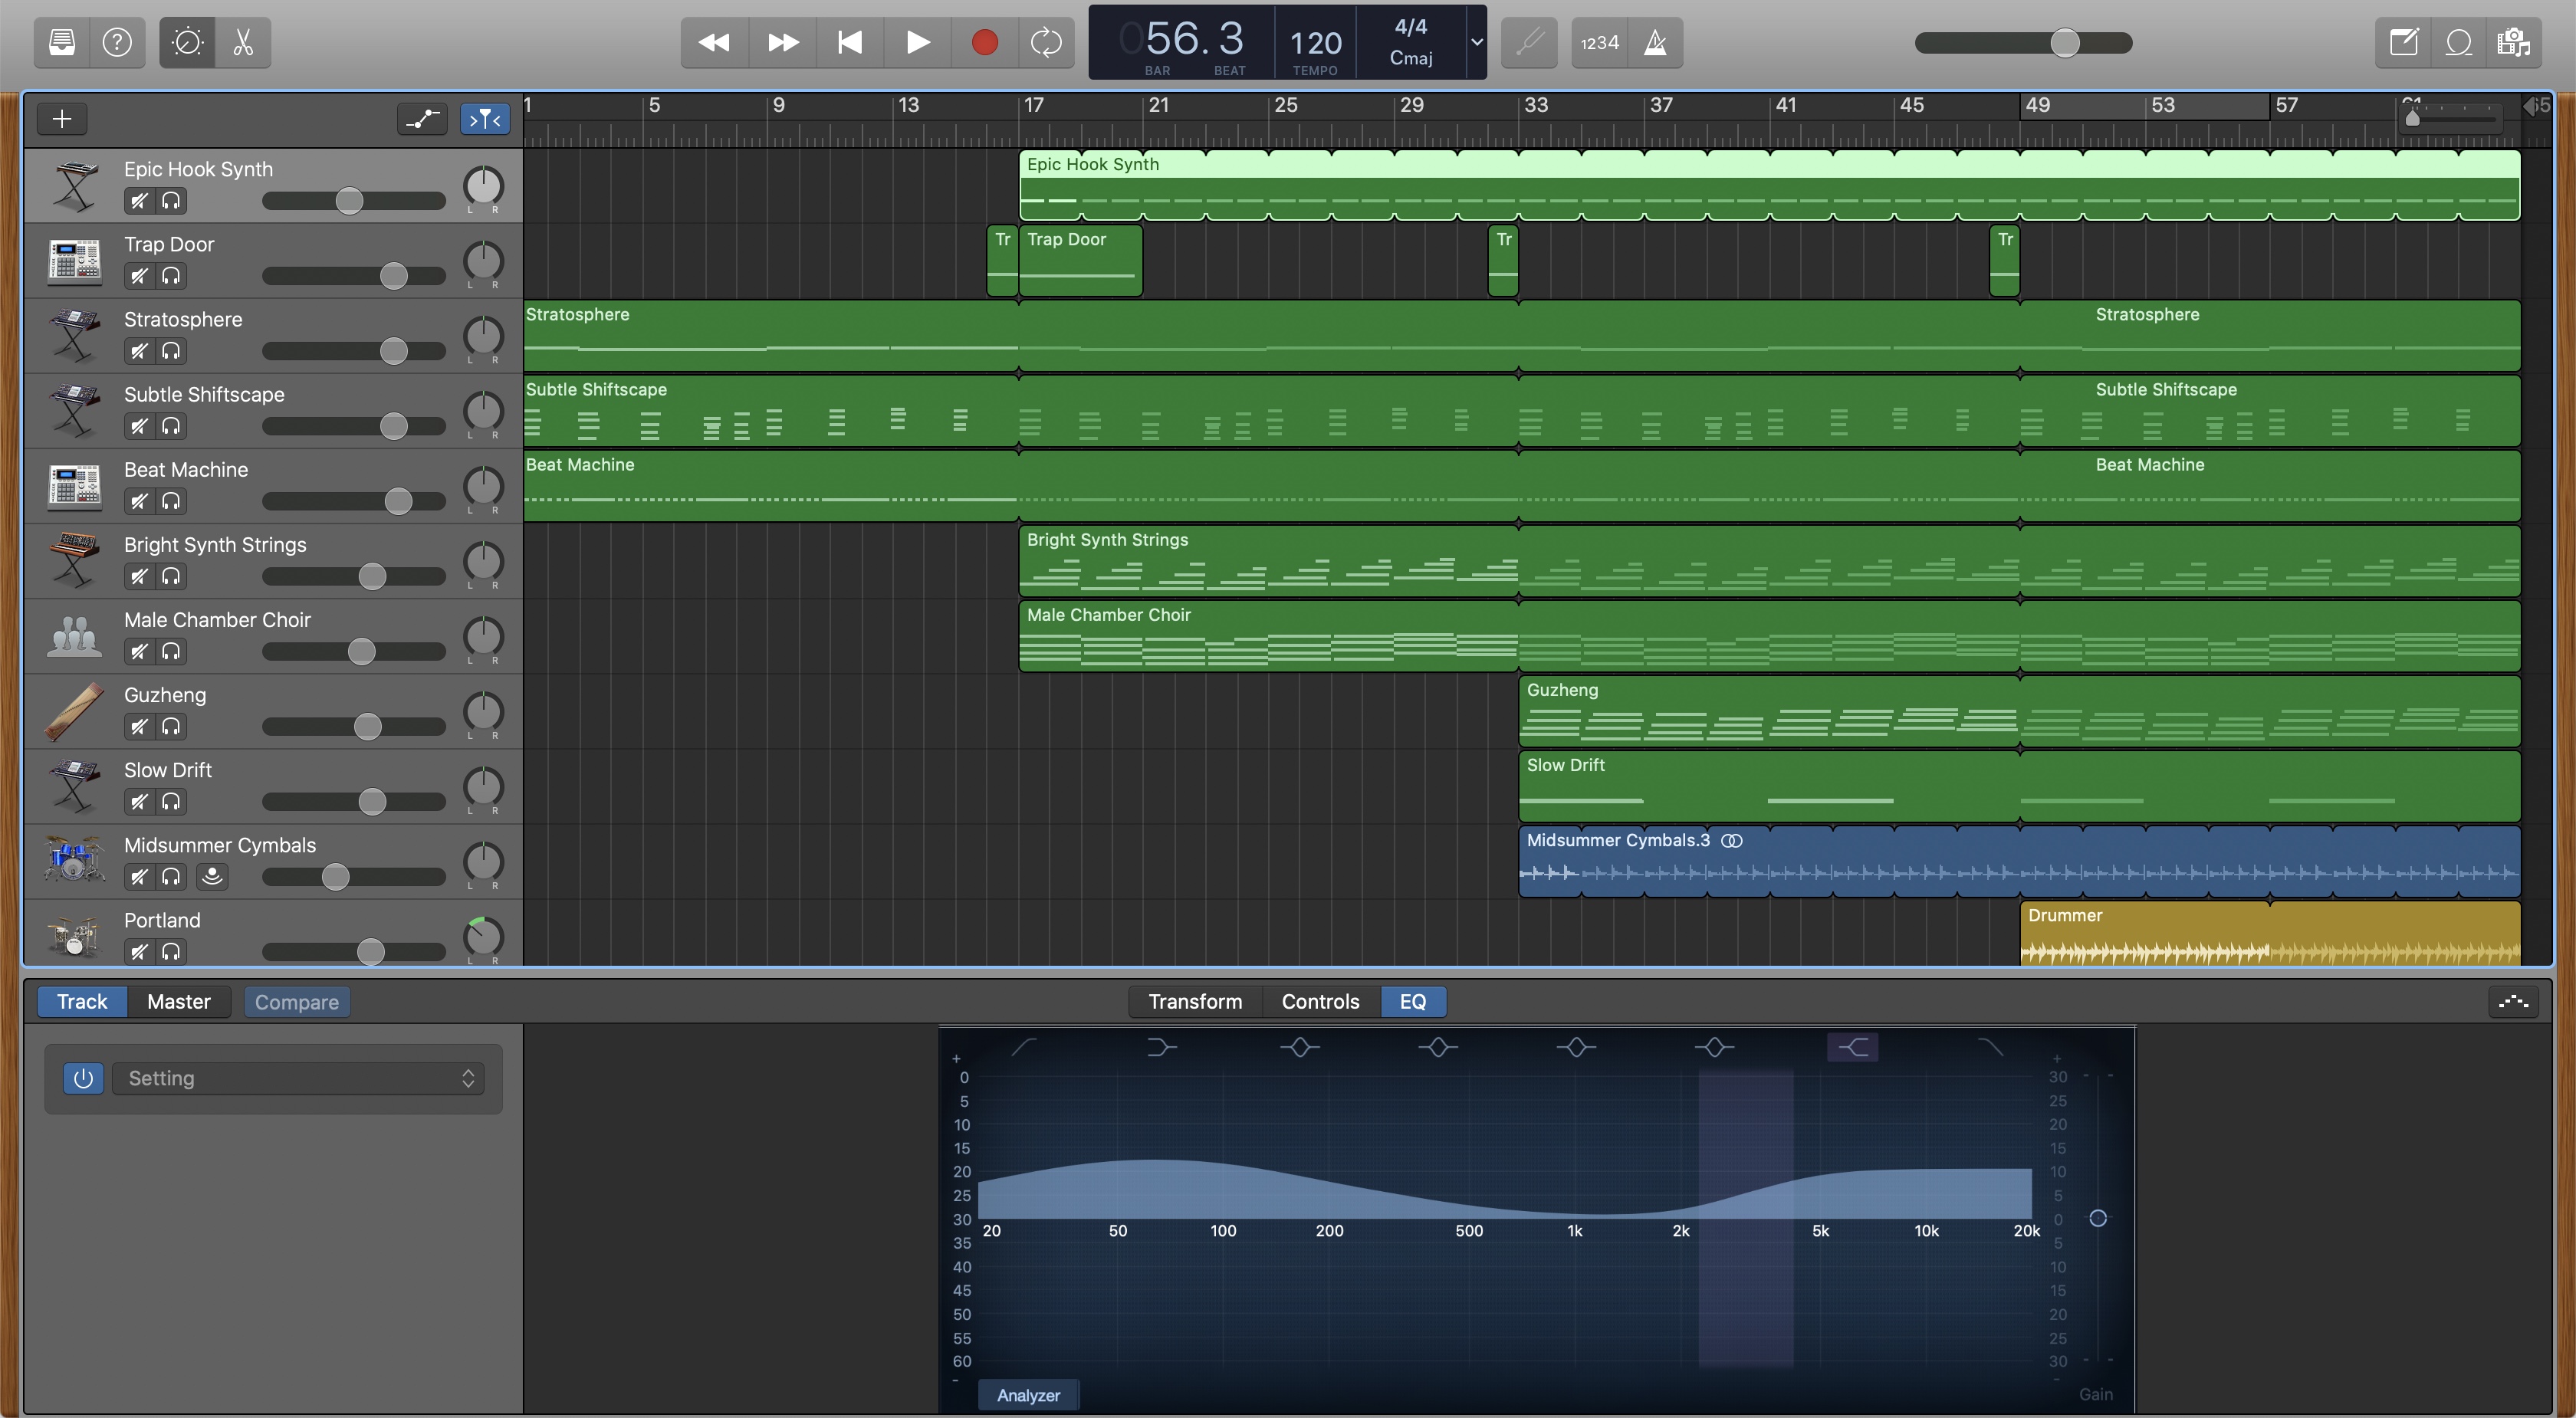 056.3 120 4/4
BAR BEAT TEMPO Cmaj
1234
1 5 9 13 17 21 25 29 33 37 41 45 49 53 57 61 65
Epic Hook Synth
L R
Epic Hook Synth
Trap Door
L R
Tr Trap Door Tr Tr
Stratosphere
L R
Stratosphere Stratosphere
Subtle Shiftscape
L R
Subtle Shiftscape Subtle Shiftscape
Beat Machine
L R
Beat Machine Beat Machine
Bright Synth Strings
L R
Bright Synth Strings
Male Chamber Choir
L R
Male Chamber Choir
Guzheng
L R
Guzheng
Slow Drift
L R
Slow Drift
Midsummer Cymbals
L R
Midsummer Cymbals.3
Portland
L R
Drummer
Track Master Compare Transform Controls EQ
Setting
+ +
0 30
5 25
10 20
15 15
20 10
25 5
30 0
20 50 100 200 500 1k 2k 5k 10k 20k
35 5
40 10
45 15
50 20
55 25
60 30
- -
Analyzer Gain